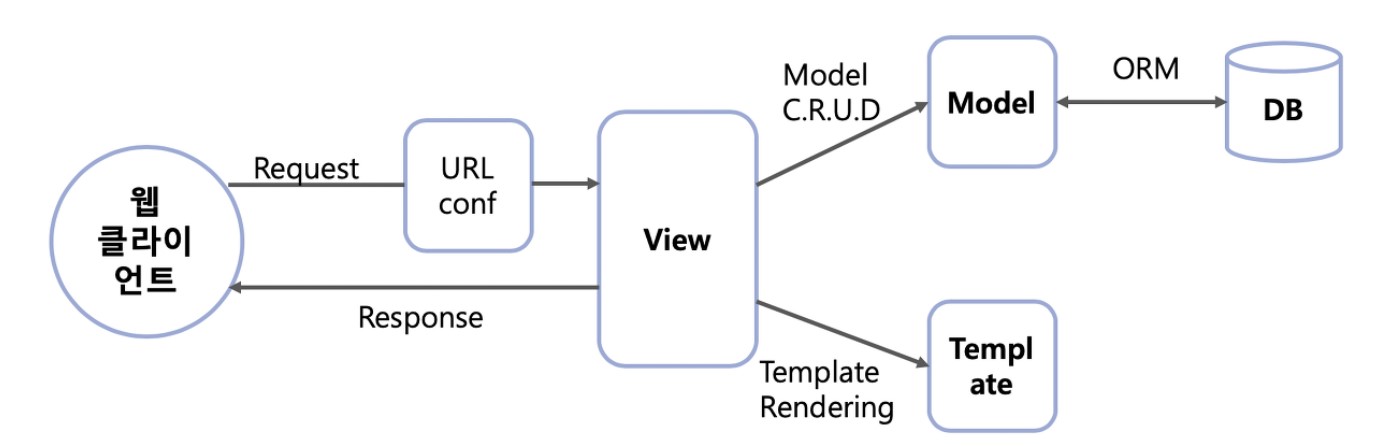 웹
클라이
언트
Request
URL
conf
View
Response
Model
C.R.U.D
Model
ORM
DB
Template
Rendering
Templ
ate